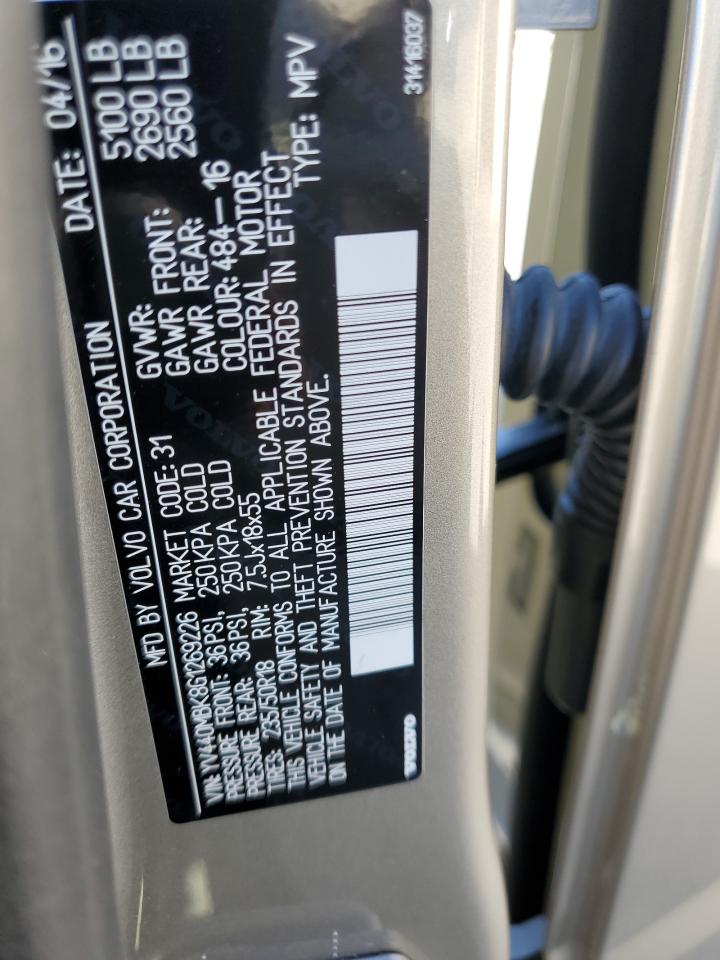 MFD BY VOLVO CAR CORPORATION DATE: 04/16
GVWR: 5100 LB
GAWR FRONT: 2690 LB
GAWR REAR: 2560 LB
VIN: YV440MBK8G1269226 MARKET CODE: 31 COLOUR: 484-16
PRESSURE FRONT: 36PSI, 250KPA COLD
PRESSURE REAR: 36PSI, 250KPA COLD
TIRES: 235/50R18 RIM: 7.5Jx18x55
THIS VEHICLE CONFORMS TO ALL APPLICABLE FEDERAL MOTOR
VEHICLE SAFETY AND THEFT PREVENTION STANDARDS IN EFFECT
ON THE DATE OF MANUFACTURE SHOWN ABOVE. TYPE: MPV
VOLVO 31416037